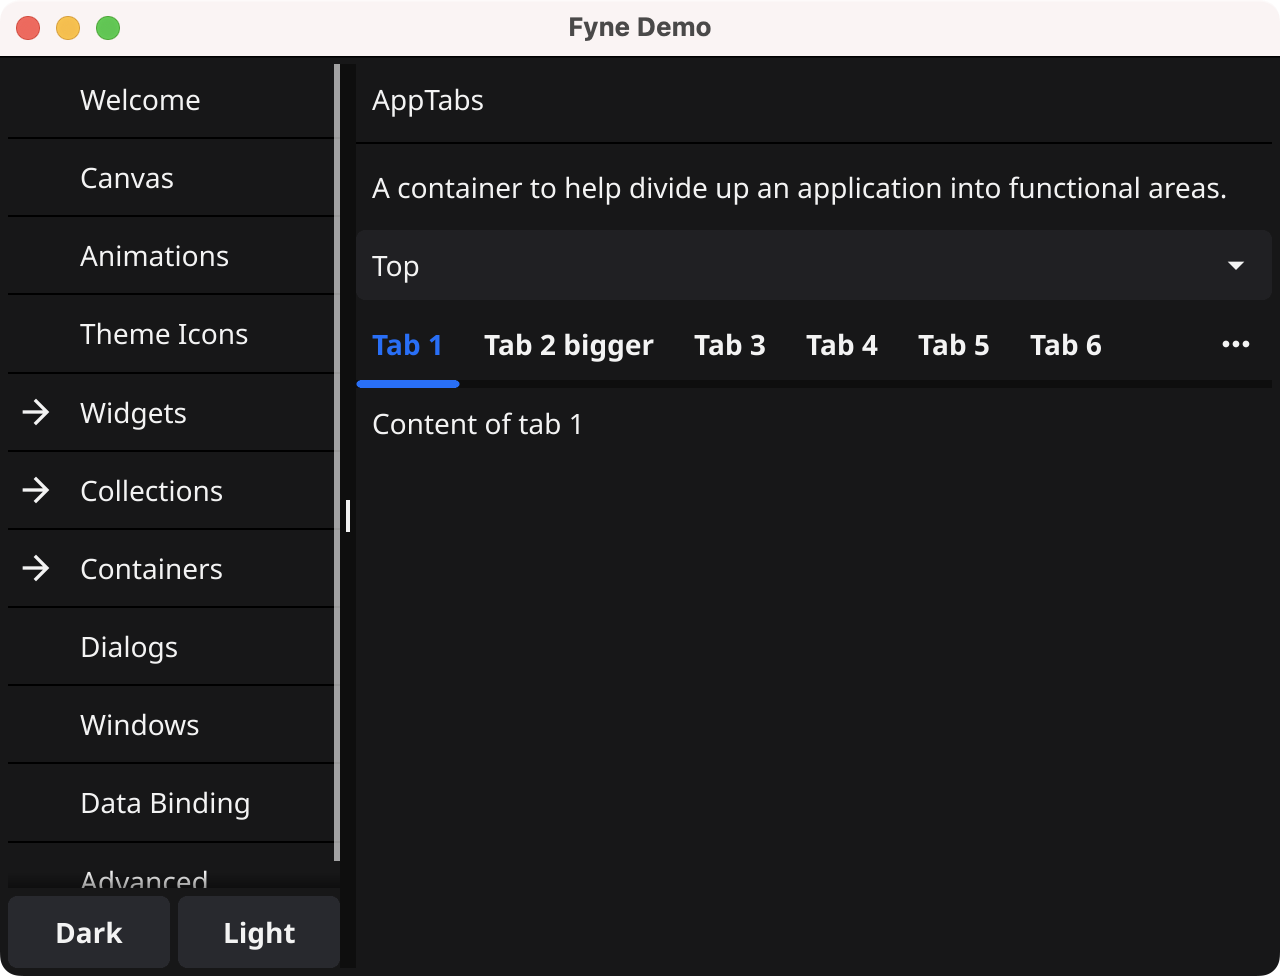 Fyne Demo
Welcome
Canvas
Animations
Theme Icons
Widgets
Collections
Containers
Dialogs
Windows
Data Binding
Advanced
Dark Light
AppTabs
A container to help divide up an application into functional areas.
Top
Tab 1 Tab 2 bigger Tab 3 Tab 4 Tab 5 Tab 6
Content of tab 1